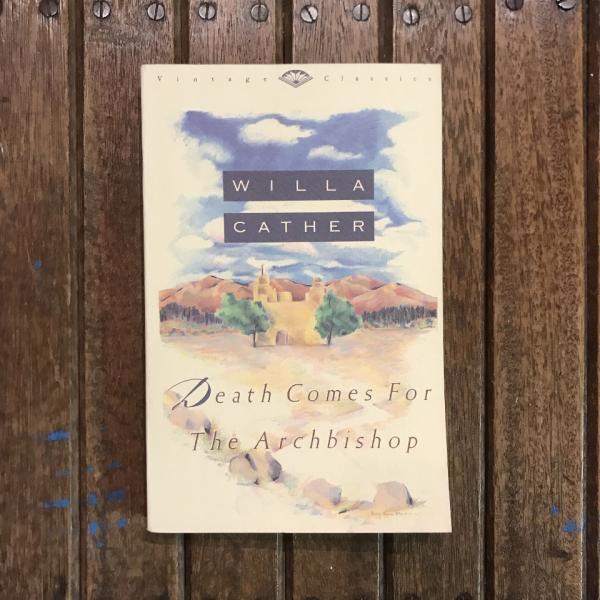 Vintage Classics
WILLA
CATHER
Death Comes For
The Archbishop